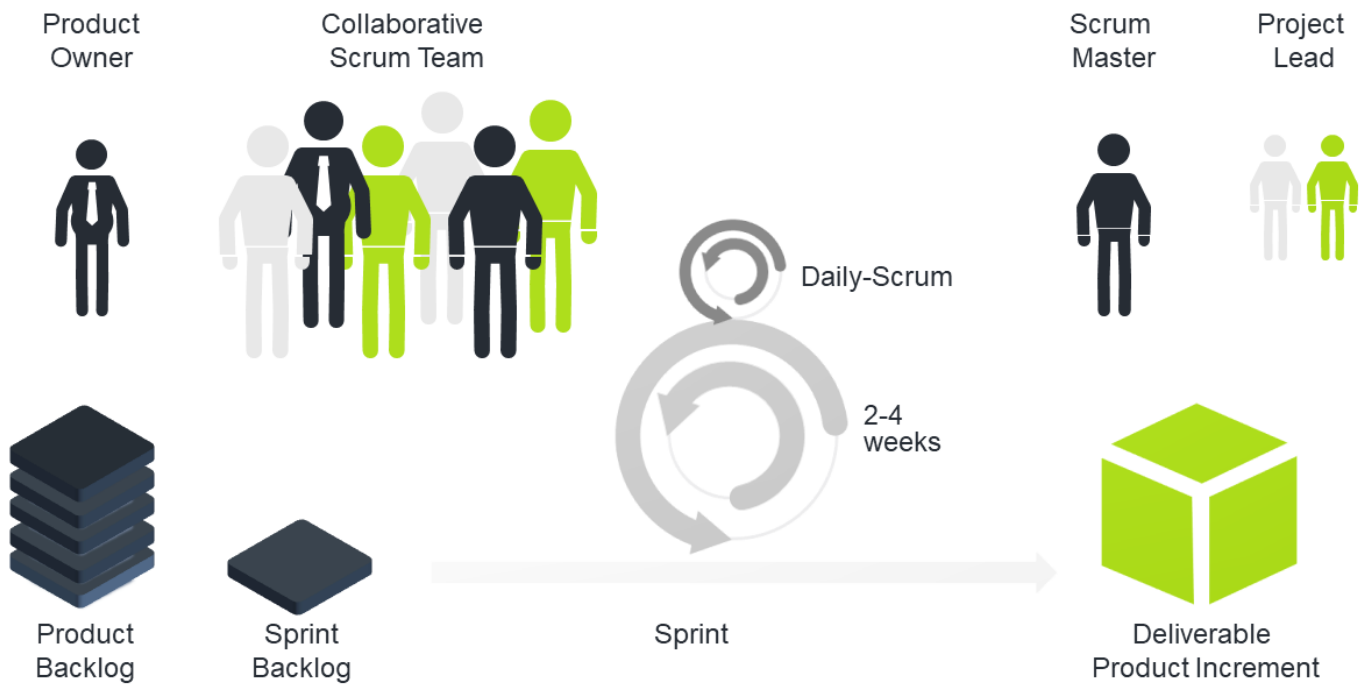 Product
Owner
Collaborative
Scrum Team
Scrum
Master
Project
Lead
Daily-Scrum
2-4
weeks
Product
Backlog
Sprint
Backlog
Sprint
Deliverable
Product Increment